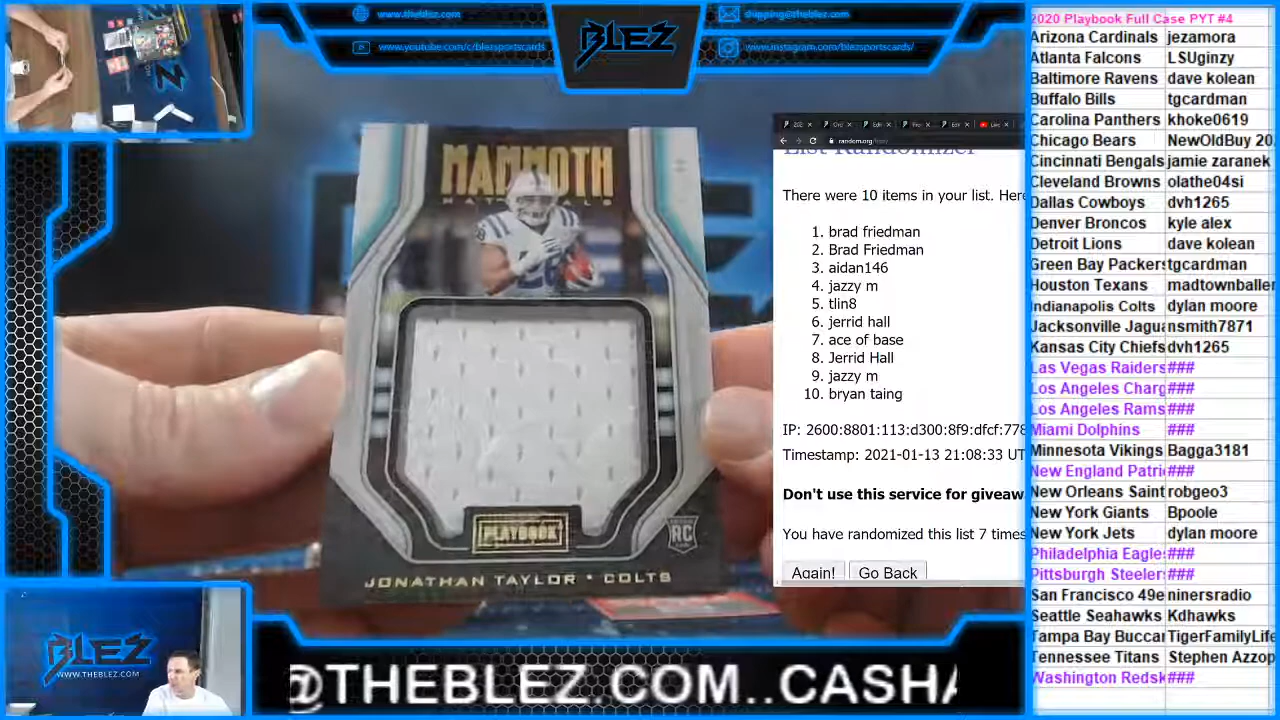 www.theblez.com
shipping@theblez.com
www.youtube.com/c/blezsportscards
www.instagram.com/blezsportscards/
BLEZ
MAMMOTH
MATERIALS
PLAYBOOK
RC
JONATHAN TAYLOR • COLTS
List Randomizer
There were 10 items in your list. Here
1. brad friedman
2. Brad Friedman
3. aidan146
4. jazzy m
5. tlin8
6. jerrid hall
7. ace of base
8. Jerrid Hall
9. jazzy m
10. bryan taing
IP: 2600:8801:113:d300:8f9:dfcf:778
Timestamp: 2021-01-13 21:08:33 UT
Don't use this service for giveaw
You have randomized this list 7 times
Again! Go Back
2020 Playbook Full Case PYT #4
Arizona Cardinals jezamora
Atlanta Falcons LSUginzy
Baltimore Ravens dave kolean
Buffalo Bills tgcardman
Carolina Panthers khoke0619
Chicago Bears NewOldBuy 20
Cincinnati Bengals jamie zaranek
Cleveland Browns olathe04si
Dallas Cowboys dvh1265
Denver Broncos kyle alex
Detroit Lions dave kolean
Green Bay Packers tgcardman
Houston Texans madtownballer
Indianapolis Colts dylan moore
Jacksonville Jagua nsmith7871
Kansas City Chiefs dvh1265
Las Vegas Raiders ###
Los Angeles Charg ###
Los Angeles Rams ###
Miami Dolphins ###
Minnesota Vikings Bagga3181
New England Patri ###
New Orleans Saint robgeo3
New York Giants Bpoole
New York Jets dylan moore
Philadelphia Eagle ###
Pittsburgh Steeler ###
San Francisco 49e ninersradio
Seattle Seahawks Kdhawks
Tampa Bay Buccar TigerFamilyLife
Tennessee Titans Stephen Azzop
Washington Redsk ###
BLEZ
WWW.THEBLEZ.COM
@THEBLEZ.COM..CASHA